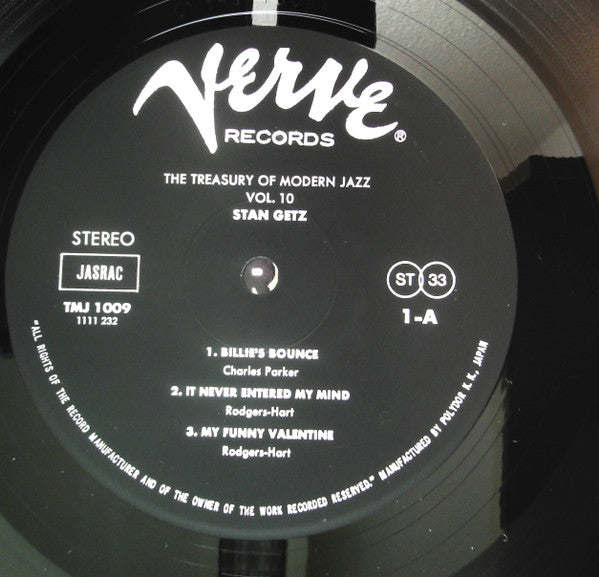 Verve®
RECORDS
THE TREASURY OF MODERN JAZZ
VOL. 10
STAN GETZ
STEREO
JASRAC
TMJ 1009
1111 232
ST 33
1-A
1. BILLIE'S BOUNCE
Charles Parker
2. IT NEVER ENTERED MY MIND
Rodgers-Hart
3. MY FUNNY VALENTINE
Rodgers-Hart
"ALL RIGHTS OF THE RECORD MANUFACTURER AND OF THE OWNER OF THE WORK RECORDED RESERVED." MANUFACTURED BY POLYDOR K. K., JAPAN